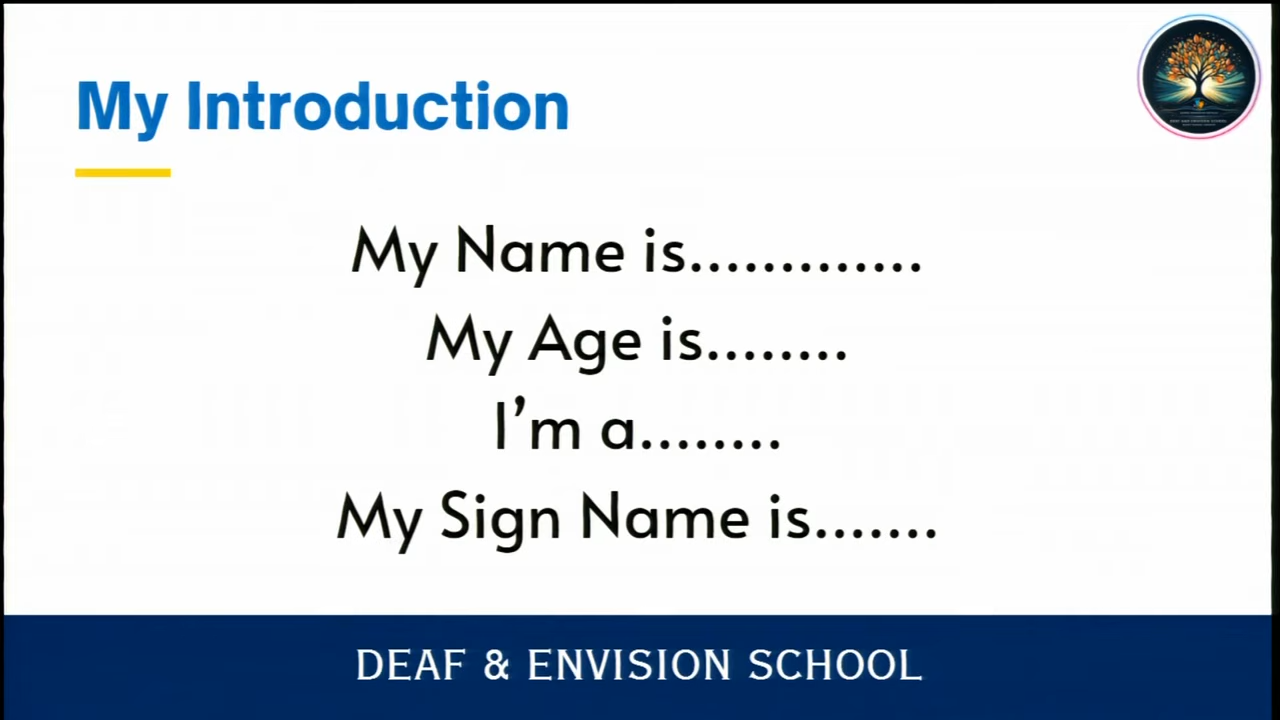 My Introduction
My Name is.............
My Age is........
I’m a........
My Sign Name is.......
DEAF & ENVISION SCHOOL